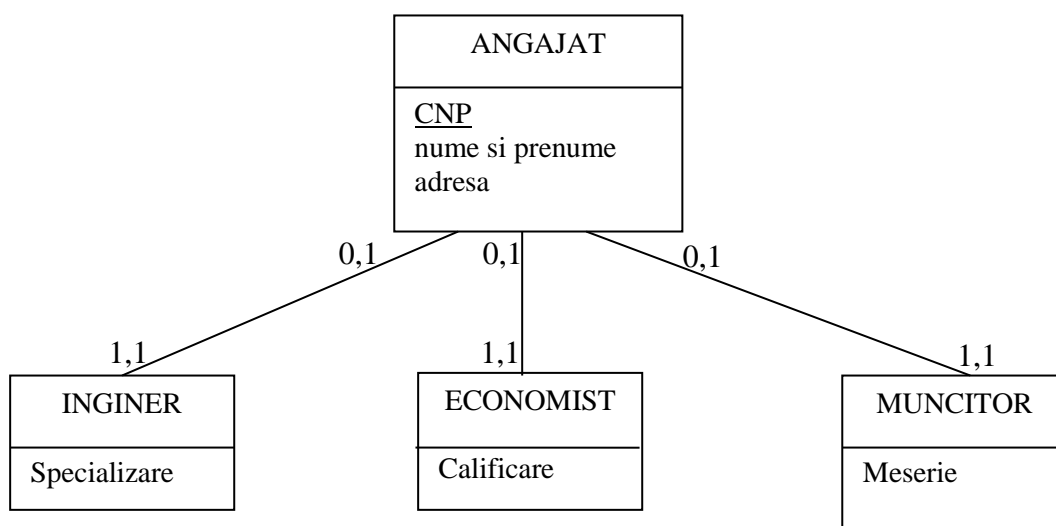 ANGAJAT
CNP
nume si prenume
adresa
0,1
0,1
0,1
1,1
1,1
1,1
INGINER
Specializare
ECONOMIST
Calificare
MUNCITOR
Meserie